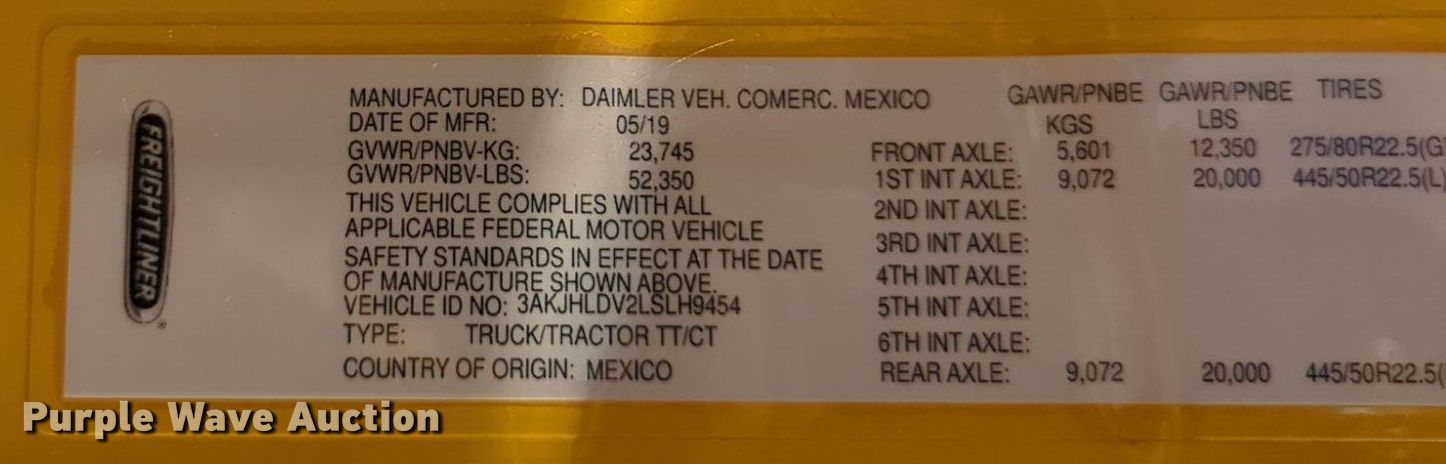 FREIGHTLINER
MANUFACTURED BY: DAIMLER VEH. COMERC. MEXICO
DATE OF MFR: 05/19
GVWR/PNBV-KG: 23,745
GVWR/PNBV-LBS: 52,350
THIS VEHICLE COMPLIES WITH ALL
APPLICABLE FEDERAL MOTOR VEHICLE
SAFETY STANDARDS IN EFFECT AT THE DATE
OF MANUFACTURE SHOWN ABOVE.
VEHICLE ID NO: 3AKJHLDV2LSLH9454
TYPE: TRUCK/TRACTOR TT/CT
COUNTRY OF ORIGIN: MEXICO
GAWR/PNBE GAWR/PNBE TIRES
KGS LBS
FRONT AXLE: 5,601 12,350 275/80R22.5(G)
1ST INT AXLE: 9,072 20,000 445/50R22.5(L)
2ND INT AXLE:
3RD INT AXLE:
4TH INT AXLE:
5TH INT AXLE:
6TH INT AXLE:
REAR AXLE: 9,072 20,000 445/50R22.5(
Purple Wave Auction